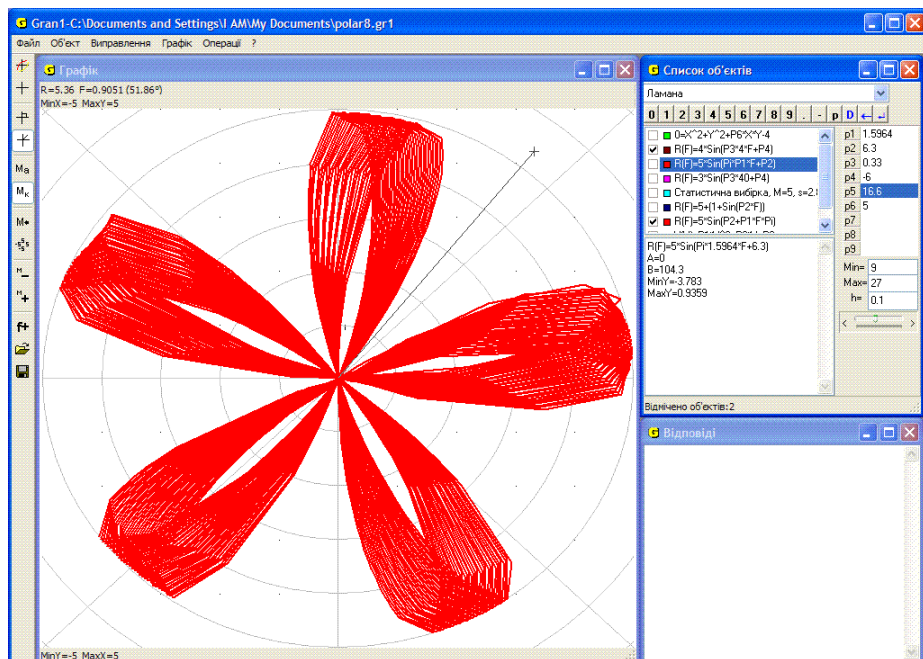 Gran1-C:\Documents and Settings\I AM\My Documents\polar8.gr1
Файл Об'єкт Виправлення Графік Операції ?
Графік
R=5.36 F=0.9051 (51.86°)
MinX=-5 MaxY=5
MinY=-5 MaxX=5
Mа
Mк
M*
M
M+
f+
Список об'єктів
Ламана
0 1 2 3 4 5 6 7 8 9 . - p D ← ↵
0=X^2+Y^2+P6*X*Y-4
R(F)=4*Sin(P3*4*F+P4)
R(F)=5*Sin(Pi*P1*F+P2)
R(F)=3*Sin(P3*40+P4)
Статистична вибірка, M=5, s=2.
R(F)=5+(1+Sin(P2*F))
R(F)=5*Sin(P2+P1*F*Pi)
p1 1.5964
p2 6.3
p3 0.33
p4 -6
p5 16.6
p6 5
p7
p8
p9
Min= 9
Max= 27
h= 0.1
R(F)=5*Sin(Pi*1.5964*F+6.3)
A=0
B=104.3
MinY=-3.783
MaxY=0.9359
Відмічено об'єктів:2
Відповіді